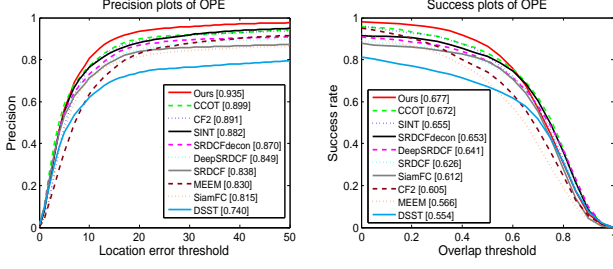 Precision plots of OPE
Precision
1
0.8
0.6
0.4
0.2
0
0
10
20
30
40
50
Location error threshold
Ours [0.935]
CCOT [0.899]
CF2 [0.891]
SINT [0.882]
SRDCFdecon [0.870]
DeepSRDCF [0.849]
SRDCF [0.838]
MEEM [0.830]
SiamFC [0.815]
DSST [0.740]
Success plots of OPE
Success rate
1
0.8
0.6
0.4
0.2
0
0
0.2
0.4
0.6
0.8
Overlap threshold
Ours [0.677]
CCOT [0.672]
SINT [0.655]
SRDCFdecon [0.653]
DeepSRDCF [0.641]
SRDCF [0.626]
SiamFC [0.612]
CF2 [0.605]
MEEM [0.566]
DSST [0.554]